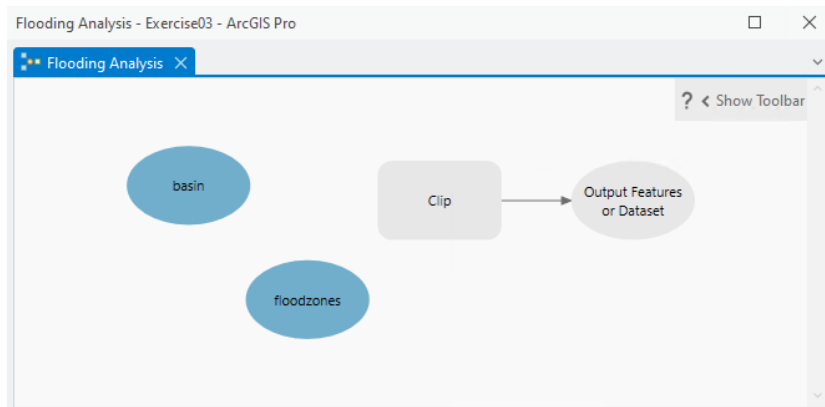 Flooding Analysis - Exercise03 - ArcGIS Pro
Flooding Analysis
? < Show Toolbar
basin
Clip
Output Features
or Dataset
floodzones